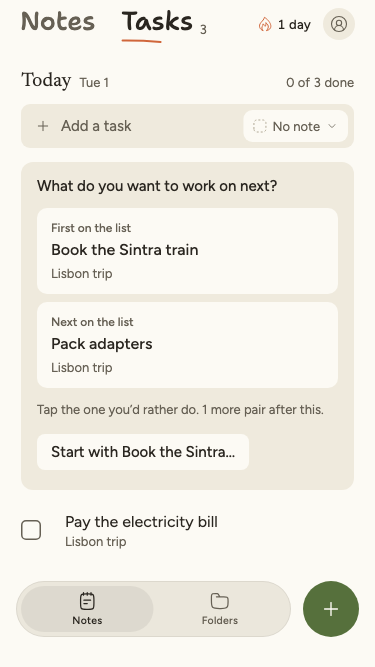 Notes Tasks 3 1 day
Today Tue 1 0 of 3 done
Add a task No note
What do you want to work on next?
First on the list
Book the Sintra train
Lisbon trip
Next on the list
Pack adapters
Lisbon trip
Tap the one you’d rather do. 1 more pair after this.
Start with Book the Sintra...
Pay the electricity bill
Lisbon trip
Notes Folders